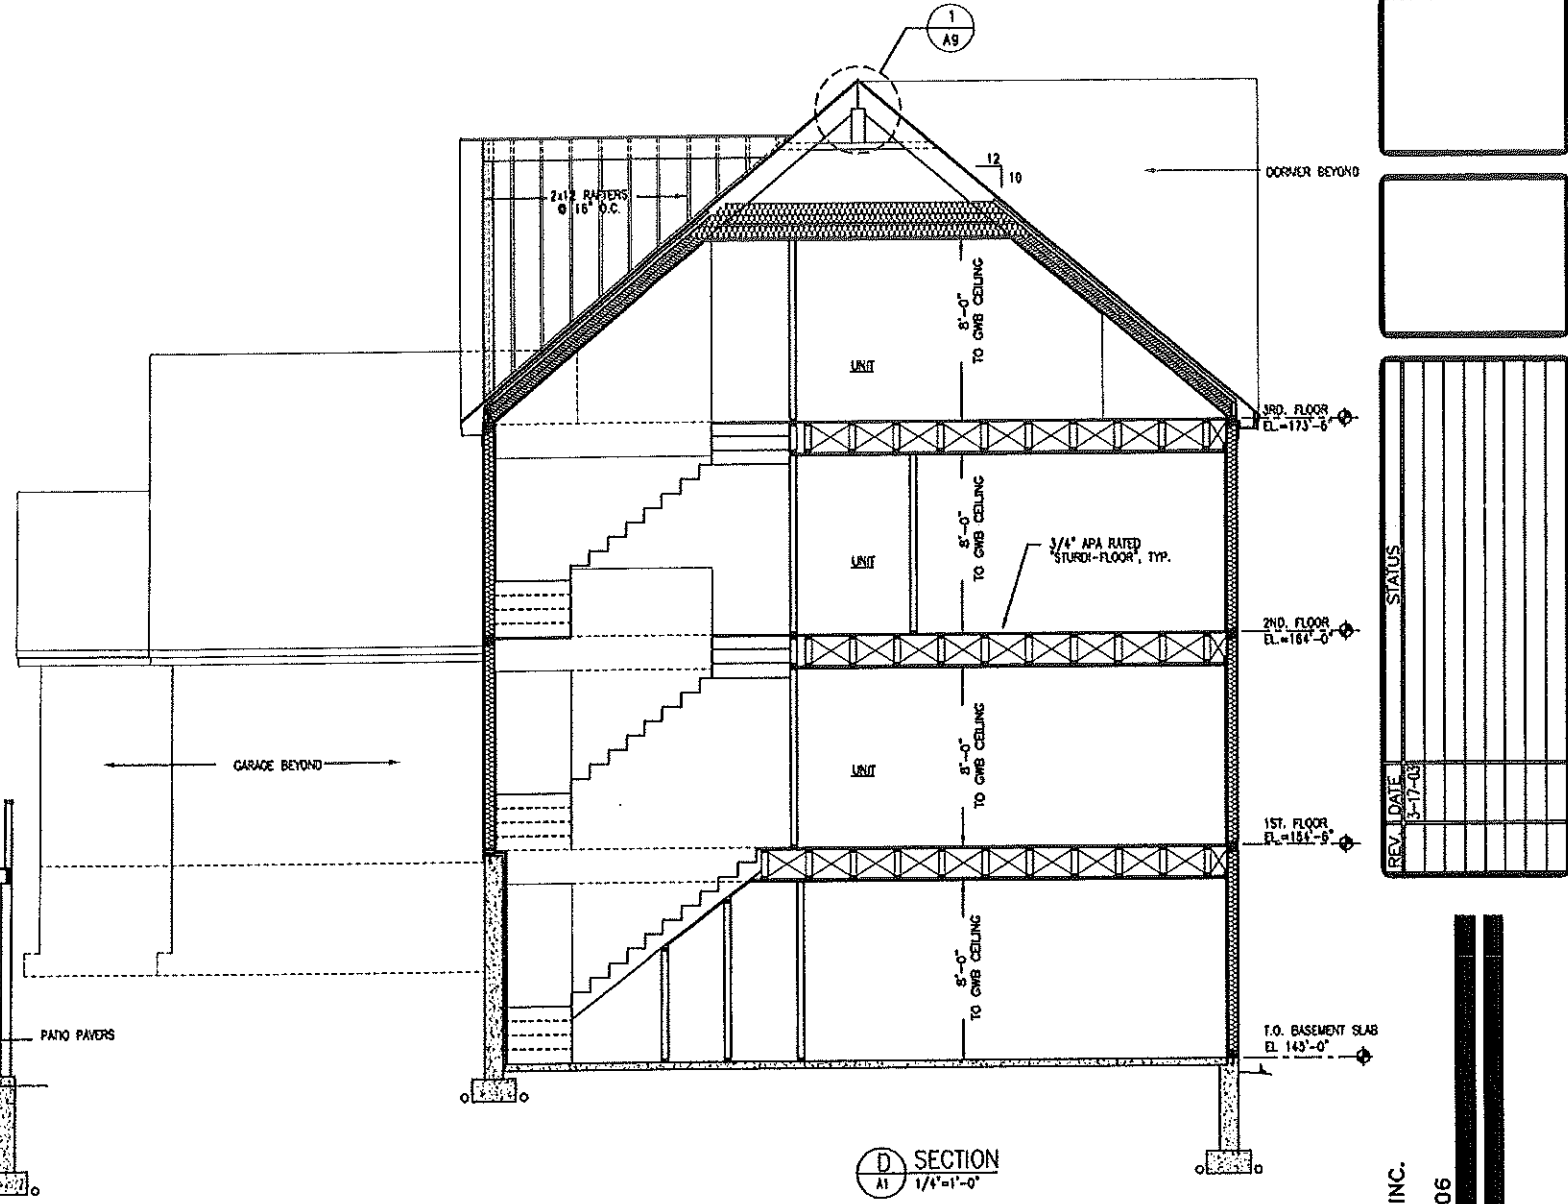 1
A9
12
10
DORMER BEYOND
2x12 RAFTERS
@ 16" O.C.
8'-0"
TO GWB CEILING
UNIT
3RD. FLOOR
EL.=173'-6"
8'-0"
TO GWB CEILING
3/4" APA RATED
"STURDI-FLOOR", TYP.
UNIT
2ND. FLOOR
EL.=164'-0"
8'-0"
TO GWB CEILING
GARAGE BEYOND
UNIT
1ST. FLOOR
EL.=154'-6"
8'-0"
TO GWB CEILING
PATIO PAVERS
T.O. BASEMENT SLAB
EL 145'-0"
D
A1
SECTION
1/4"=1'-0"
REV. DATE STATUS
3-17-03
INC.
06